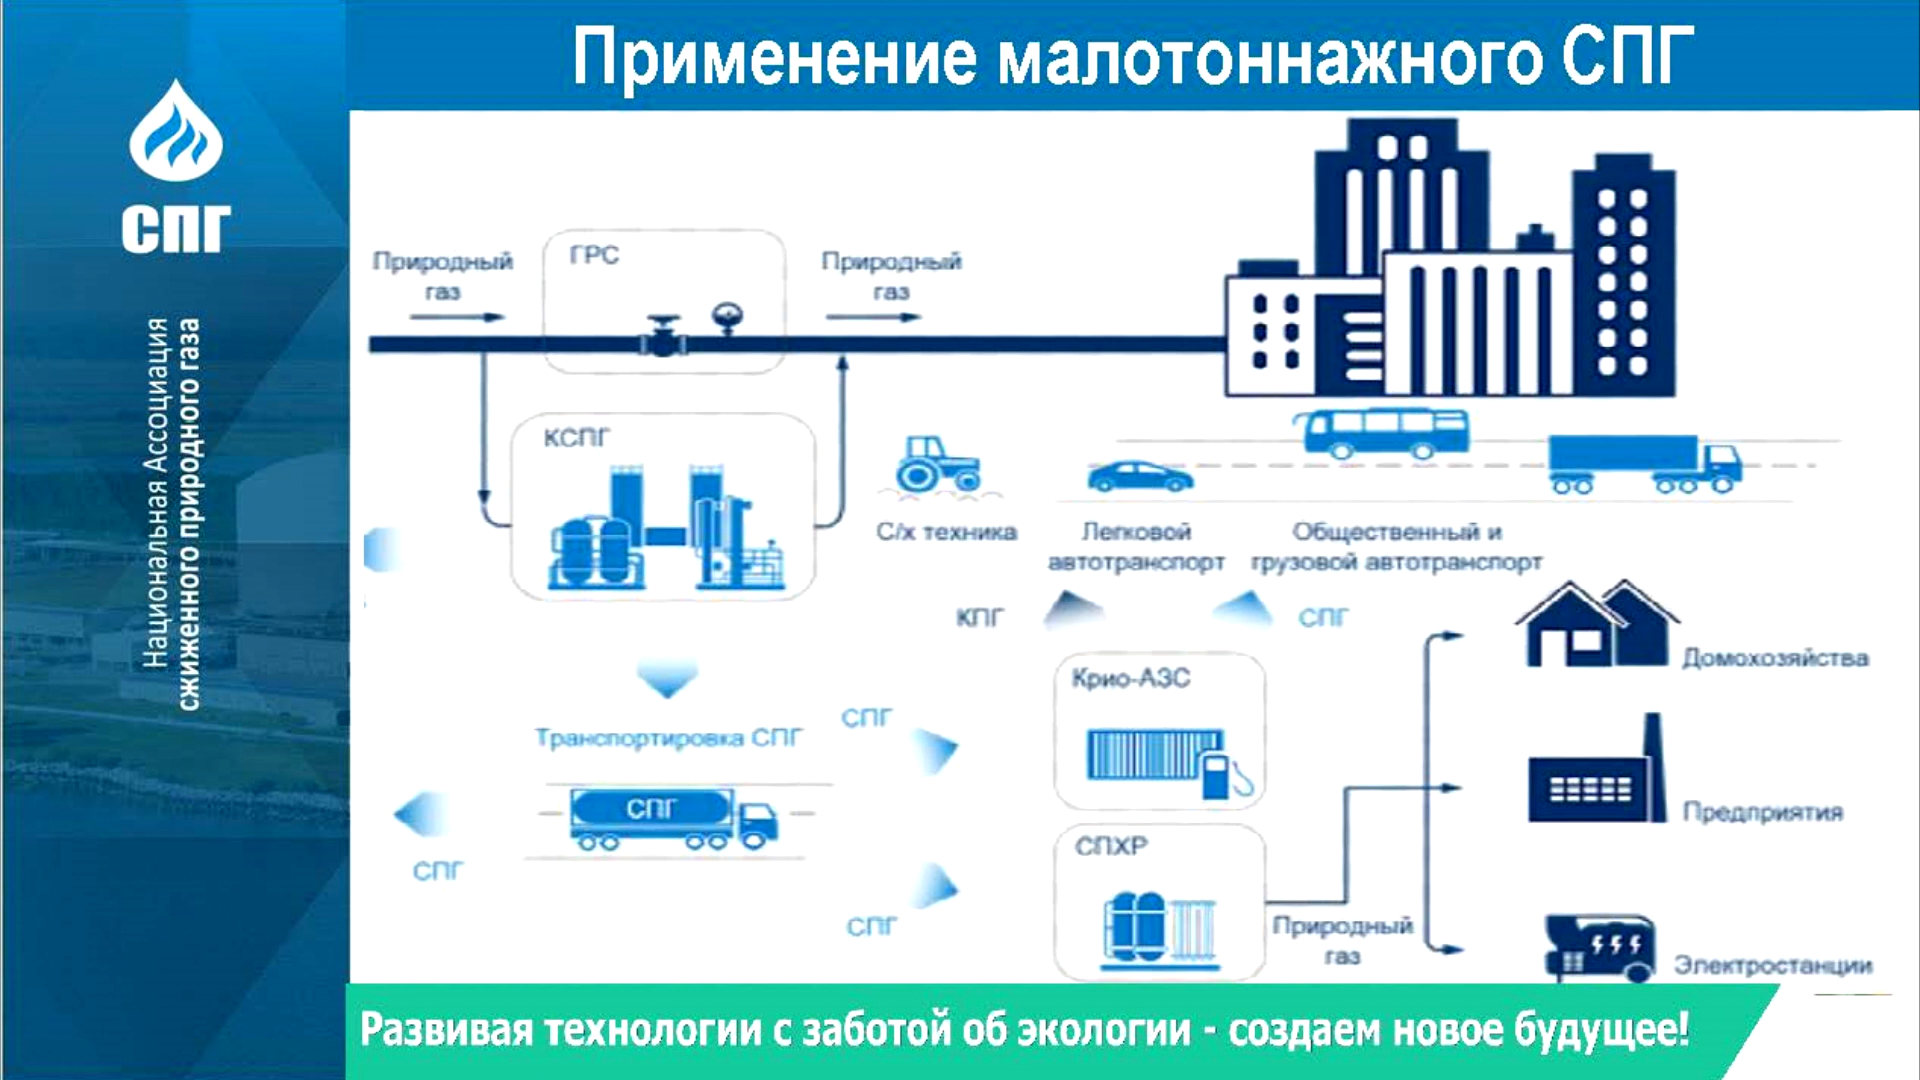 Применение малотоннажного СПГ
СПГ
Национальная Ассоциация
сжиженного природного газа
Природный
газ
ГРС
Природный
газ
КСПГ
С/х техника
Легковой
автотранспорт
Общественный и
грузовой автотранспорт
КПГ
СПГ
Домохозяйства
Крио-АЗС
Транспортировка СПГ
СПГ
СПГ
Предприятия
СПГ
СПХР
СПГ
Природный
газ
Электростанции
Развивая технологии с заботой об экологии - создаем новое будущее!